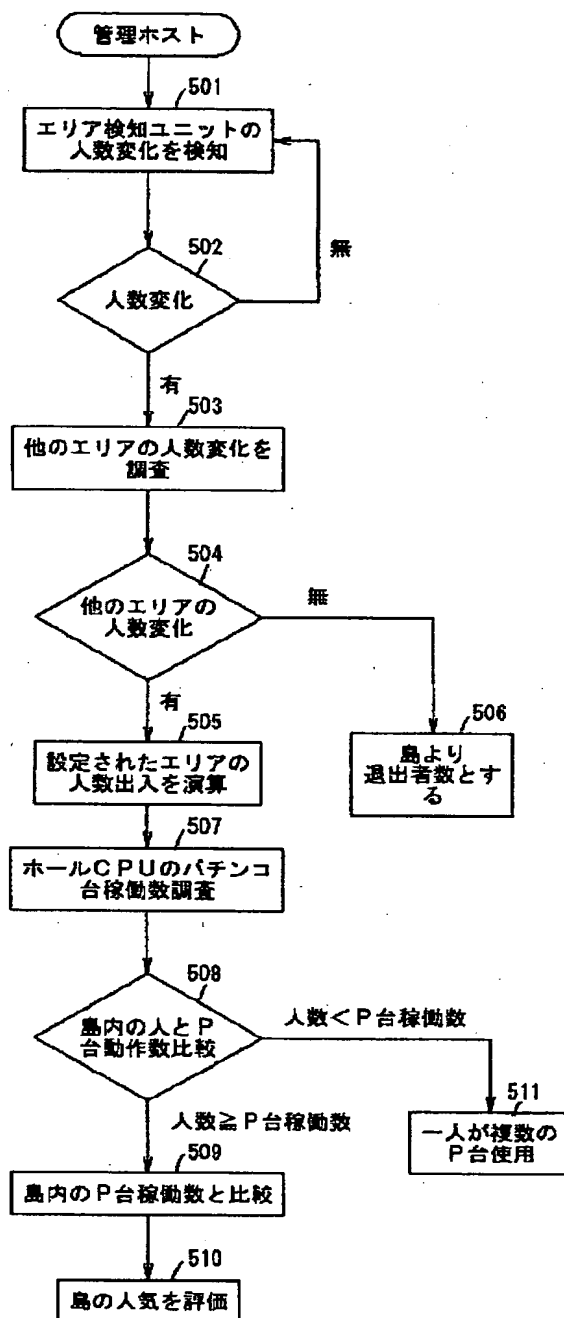 管理ホスト
501
エリア検知ユニットの
人数変化を検知
502
無
人数変化
有
503
他のエリアの人数変化を
調査
504
無
他のエリアの
人数変化
有
505
506
設定されたエリアの
人数出入を演算
島より
退出者数とす
る
507
ホールCPUのパチンコ
台稼働数調査
508
人数<P台稼働数
島内の人とP
台動作数比較
511
人数≧P台稼働数
一人が複数の
P台使用
509
島内のP台稼働数と比較
510
島の人気を評価